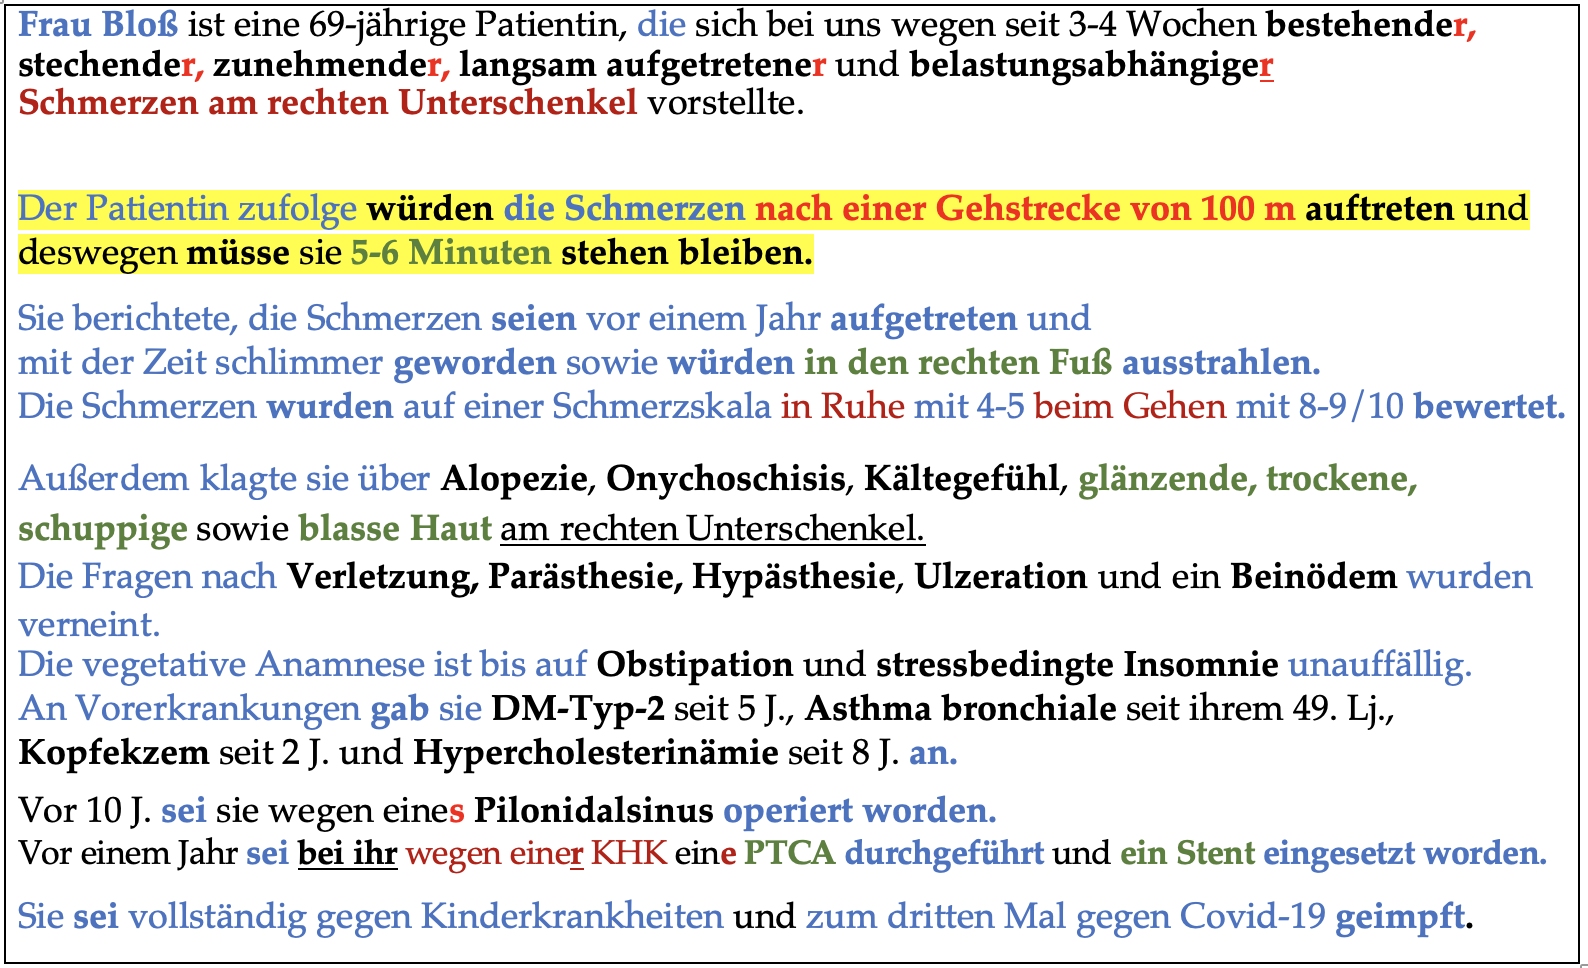 Frau Bloß ist eine 69-jährige Patientin, die sich bei uns wegen seit 3-4 Wochen bestehender,
stechender, zunehmender, langsam aufgetretener und belastungsabhängiger
Schmerzen am rechten Unterschenkel vorstellte.
Der Patientin zufolge würden die Schmerzen nach einer Gehstrecke von 100 m auftreten und
deswegen müsse sie 5-6 Minuten stehen bleiben.
Sie berichtete, die Schmerzen seien vor einem Jahr aufgetreten und
mit der Zeit schlimmer geworden sowie würden in den rechten Fuß ausstrahlen.
Die Schmerzen wurden auf einer Schmerzskala in Ruhe mit 4-5 beim Gehen mit 8-9/10 bewertet.
Außerdem klagte sie über Alopezie, Onychoschisis, Kältegefühl, glänzende, trockene,
schuppige sowie blasse Haut am rechten Unterschenkel.
Die Fragen nach Verletzung, Parästhesie, Hypästhesie, Ulzeration und ein Beinödem wurden
verneint.
Die vegetative Anamnese ist bis auf Obstipation und stressbedingte Insomnie unauffällig.
An Vorerkrankungen gab sie DM-Typ-2 seit 5 J., Asthma bronchiale seit ihrem 49. Lj.,
Kopfekzem seit 2 J. und Hypercholesterinämie seit 8 J. an.
Vor 10 J. sei sie wegen eines Pilonidalsinus operiert worden.
Vor einem Jahr sei bei ihr wegen einer KHK eine PTCA durchgeführt und ein Stent eingesetzt worden.
Sie sei vollständig gegen Kinderkrankheiten und zum dritten Mal gegen Covid-19 geimpft.